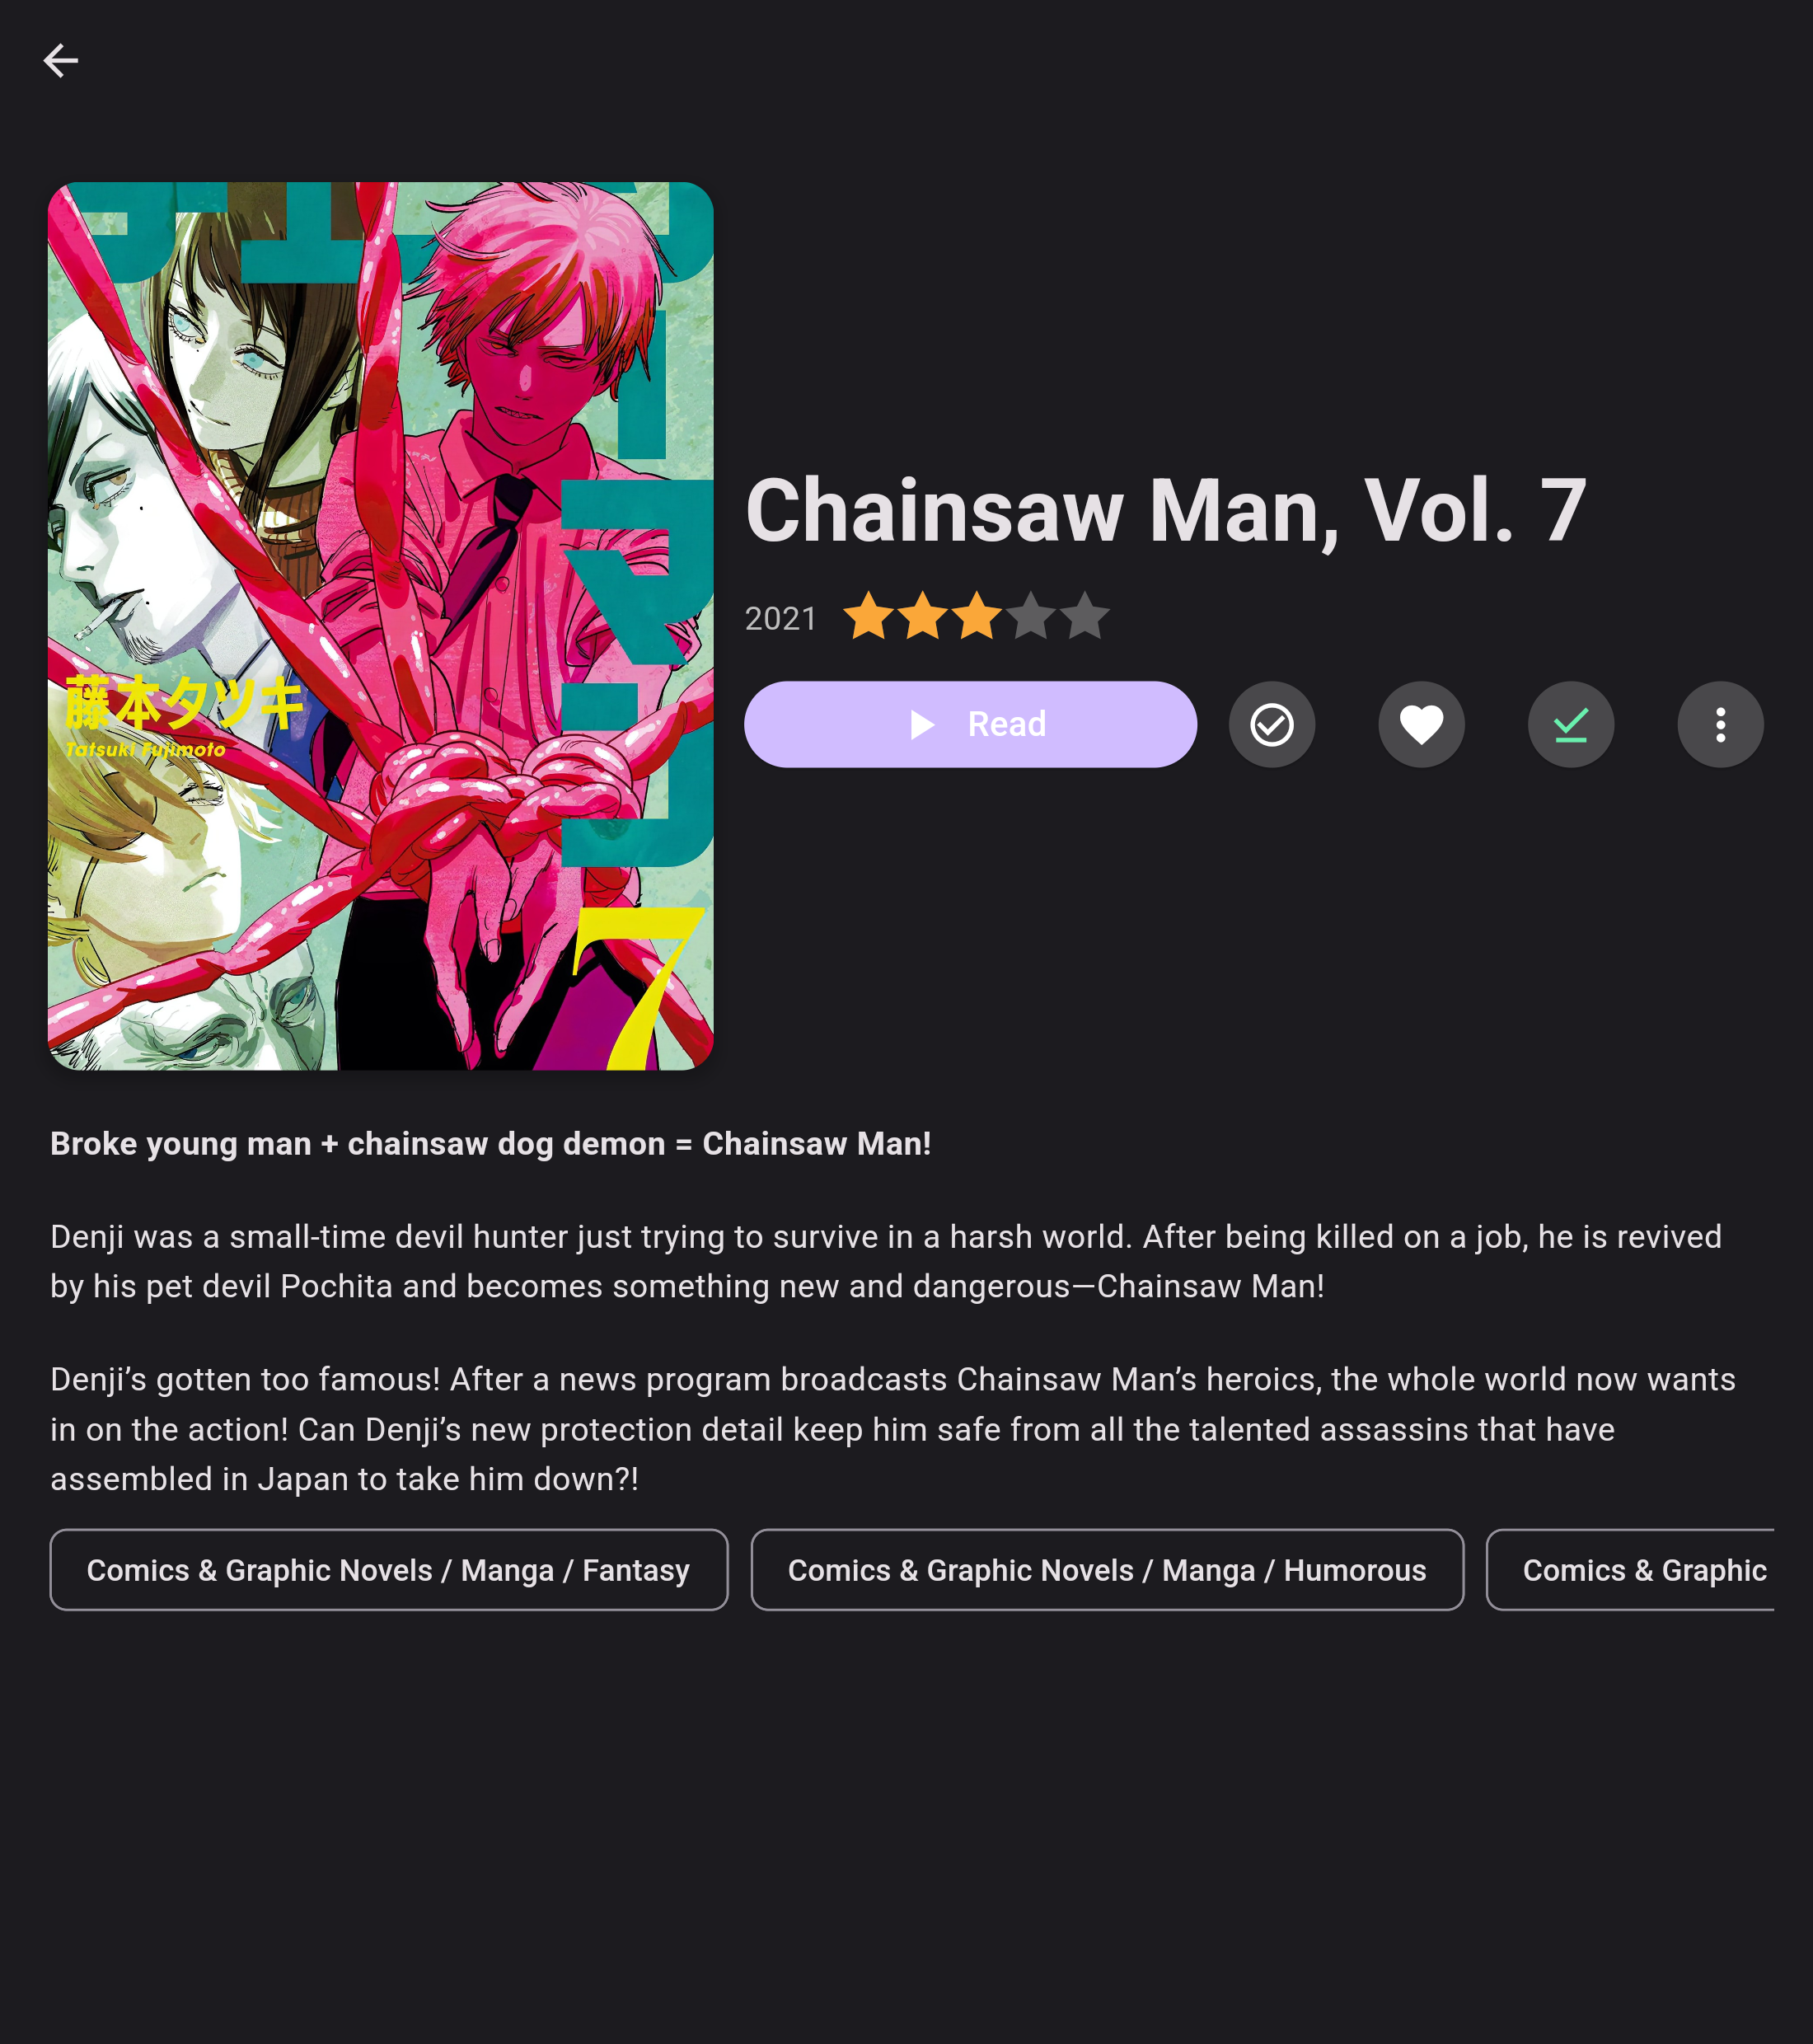 藤本タツキ
Tatsuki Fujimoto
7
Chainsaw Man, Vol. 7
2021
Read
Broke young man + chainsaw dog demon = Chainsaw Man!
Denji was a small-time devil hunter just trying to survive in a harsh world. After being killed on a job, he is revived
by his pet devil Pochita and becomes something new and dangerous—Chainsaw Man!
Denji’s gotten too famous! After a news program broadcasts Chainsaw Man’s heroics, the whole world now wants
in on the action! Can Denji’s new protection detail keep him safe from all the talented assassins that have
assembled in Japan to take him down?!
Comics & Graphic Novels / Manga / Fantasy
Comics & Graphic Novels / Manga / Humorous
Comics & Graphic